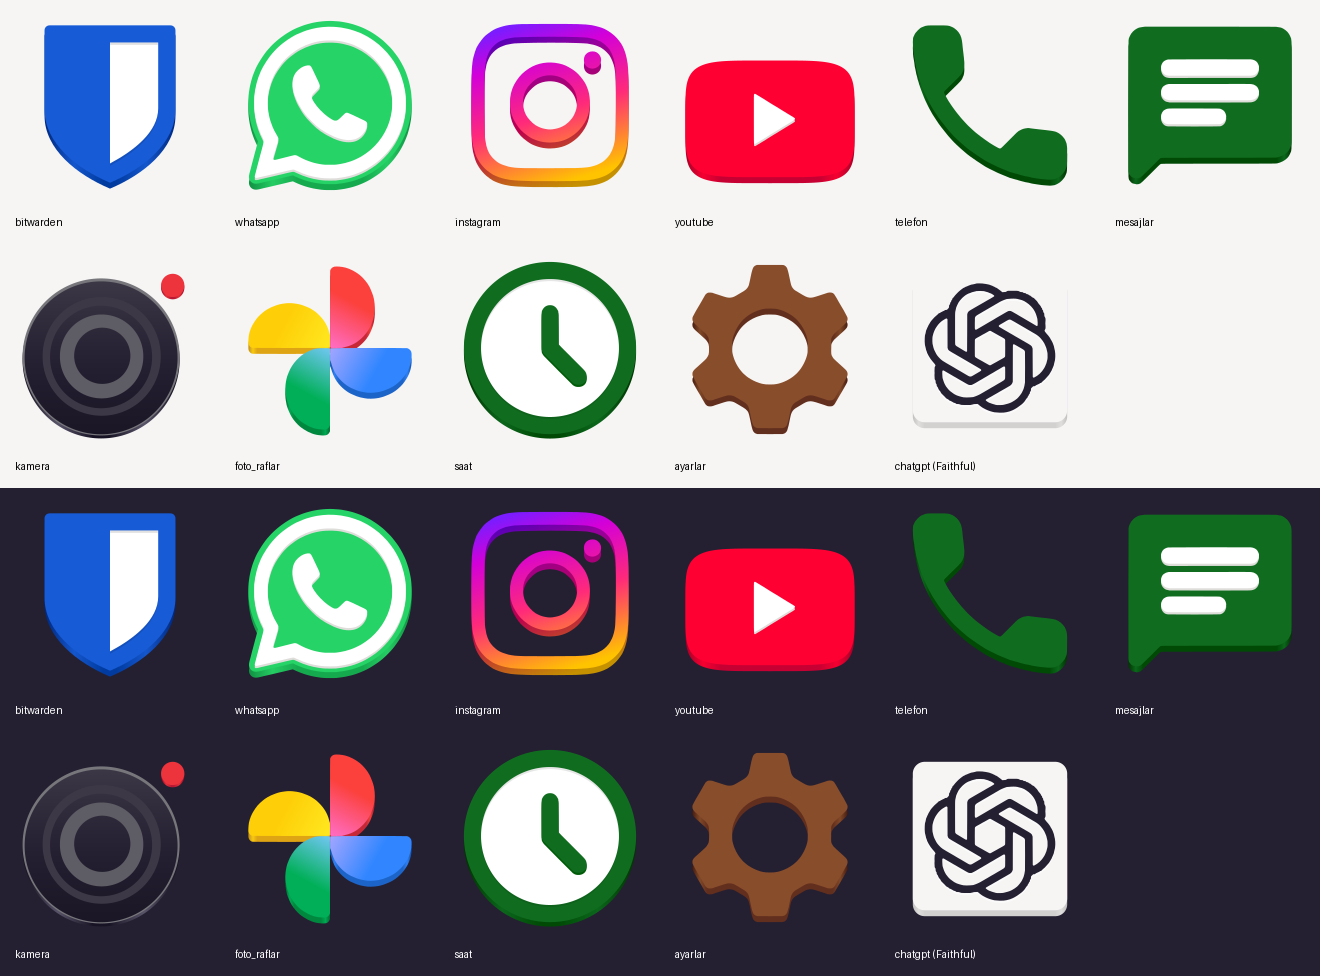 bitwarden
whatsapp
instagram
youtube
telefon
mesajlar
kamera
foto_raflar
saat
ayarlar
chatgpt (Faithful)
bitwarden
whatsapp
instagram
youtube
telefon
mesajlar
kamera
foto_raflar
saat
ayarlar
chatgpt (Faithful)